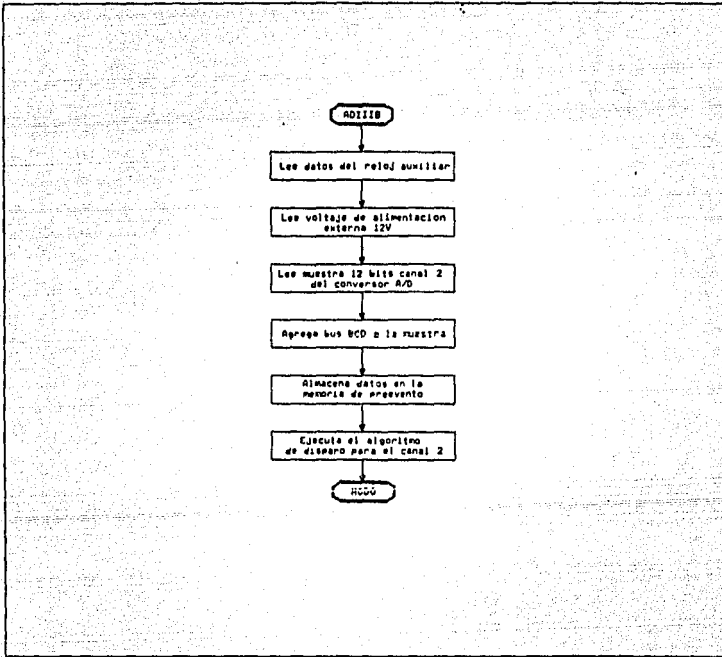 Lee datos del reloj auxiliar
Lee voltaje de alimentacion
externa 12V
Lee muestra 12 bits canal 2
del conversor A/D
Agrega bus BCD a la muestra
Almacena datos en la
memoria de preevento
Ejecuta el algoritmo
de disparo para el canal 2